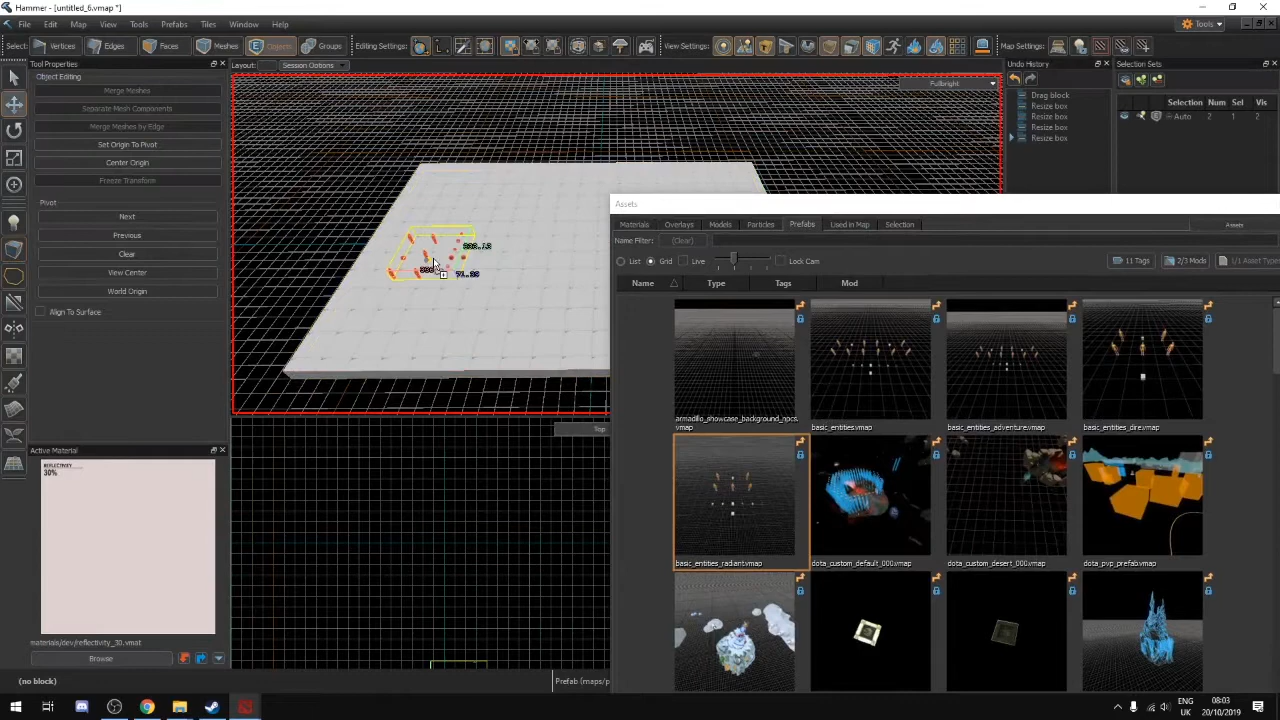 Hammer - [untitled_6.vmap *]
File Edit Map View Tools Prefabs Tiles Window Help
Tools
Select: Vertices Edges Faces Meshes Objects Groups Editing Settings: View Settings: Map Settings:
Tool Properties
Layout: Session Options
Undo History
Selection Sets
Object Editing
Fullbright
Merge Meshes
Drag block
Separate Mesh Components
Resize box
Selection Num Sel Vis
Merge Meshes by Edge
Resize box
Auto 2 1 2
Set Origin To Pivot
Resize box
Center Origin
Resize box
Freeze Transform
Pivot
Assets
Next
Materials Overlays Models Particles Prefabs Used in Map Selection Assets
Previous
Name Filter: (Clear)
Clear
List Grid Live Lock Cam 11 Tags 2/3 Mods 1/1 Asset Types
View Center
Name Type Tags Mod
World Origin
Align To Surface
armadillo_showcase_background_npcs.
vmap
basic_entities.vmap
basic_entities_adventure.vmap
basic_entities_dire.vmap
Top
Active Material
REFLECTIVITY
30%
basic_entities_radiant.vmap
dota_custom_default_000.vmap
dota_custom_desert_000.vmap
dota_pvp_prefab.vmap
materials/dev/reflectivity_30.vmat
Browse
(no block)
Prefab (maps/p
ENG
UK
08:03
20/10/2019